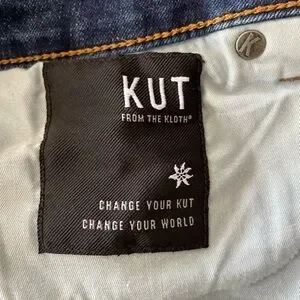 KUT
FROM THE KLOTH®
CHANGE YOUR KUT
CHANGE YOUR WORLD
K